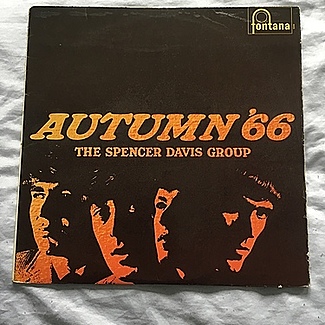 fontana
AUTUMN '66
THE SPENCER DAVIS GROUP